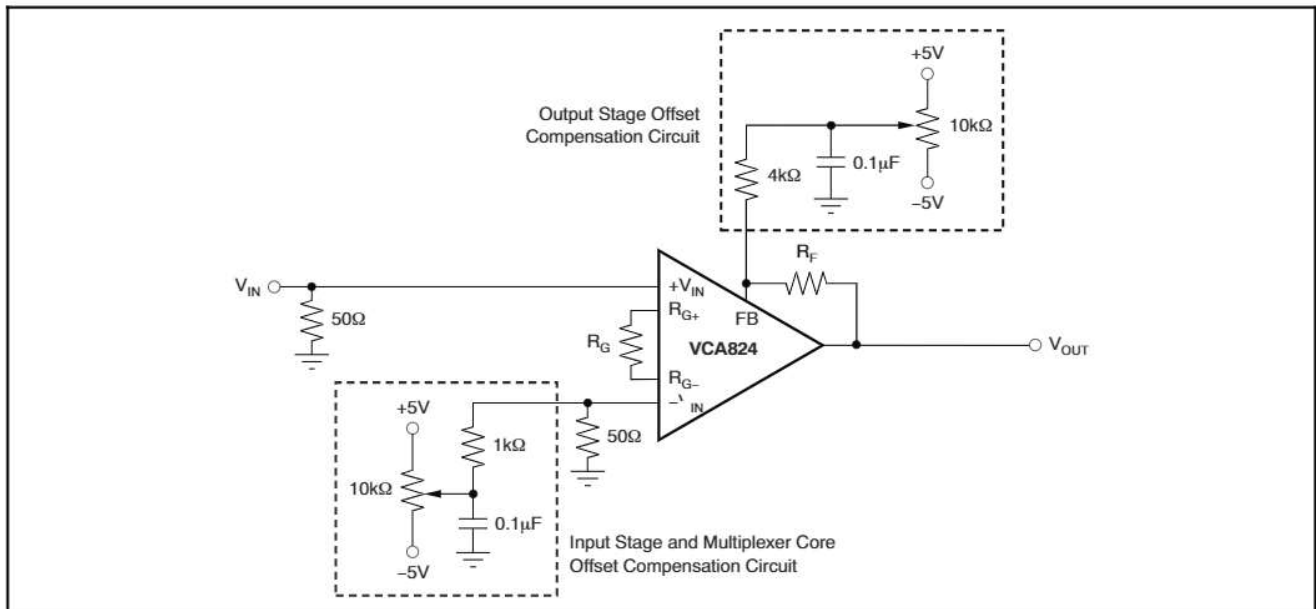 +5V
Output Stage Offset
Compensation Circuit
10kΩ
0.1μF
4kΩ
−5V
R_F
V_IN
+V_IN
50Ω
R_G+
FB
R_G
VCA824
V_OUT
R_G−
+5V
IN
1kΩ
50Ω
10kΩ
0.1μF
Input Stage and Multiplexer Core
Offset Compensation Circuit
−5V